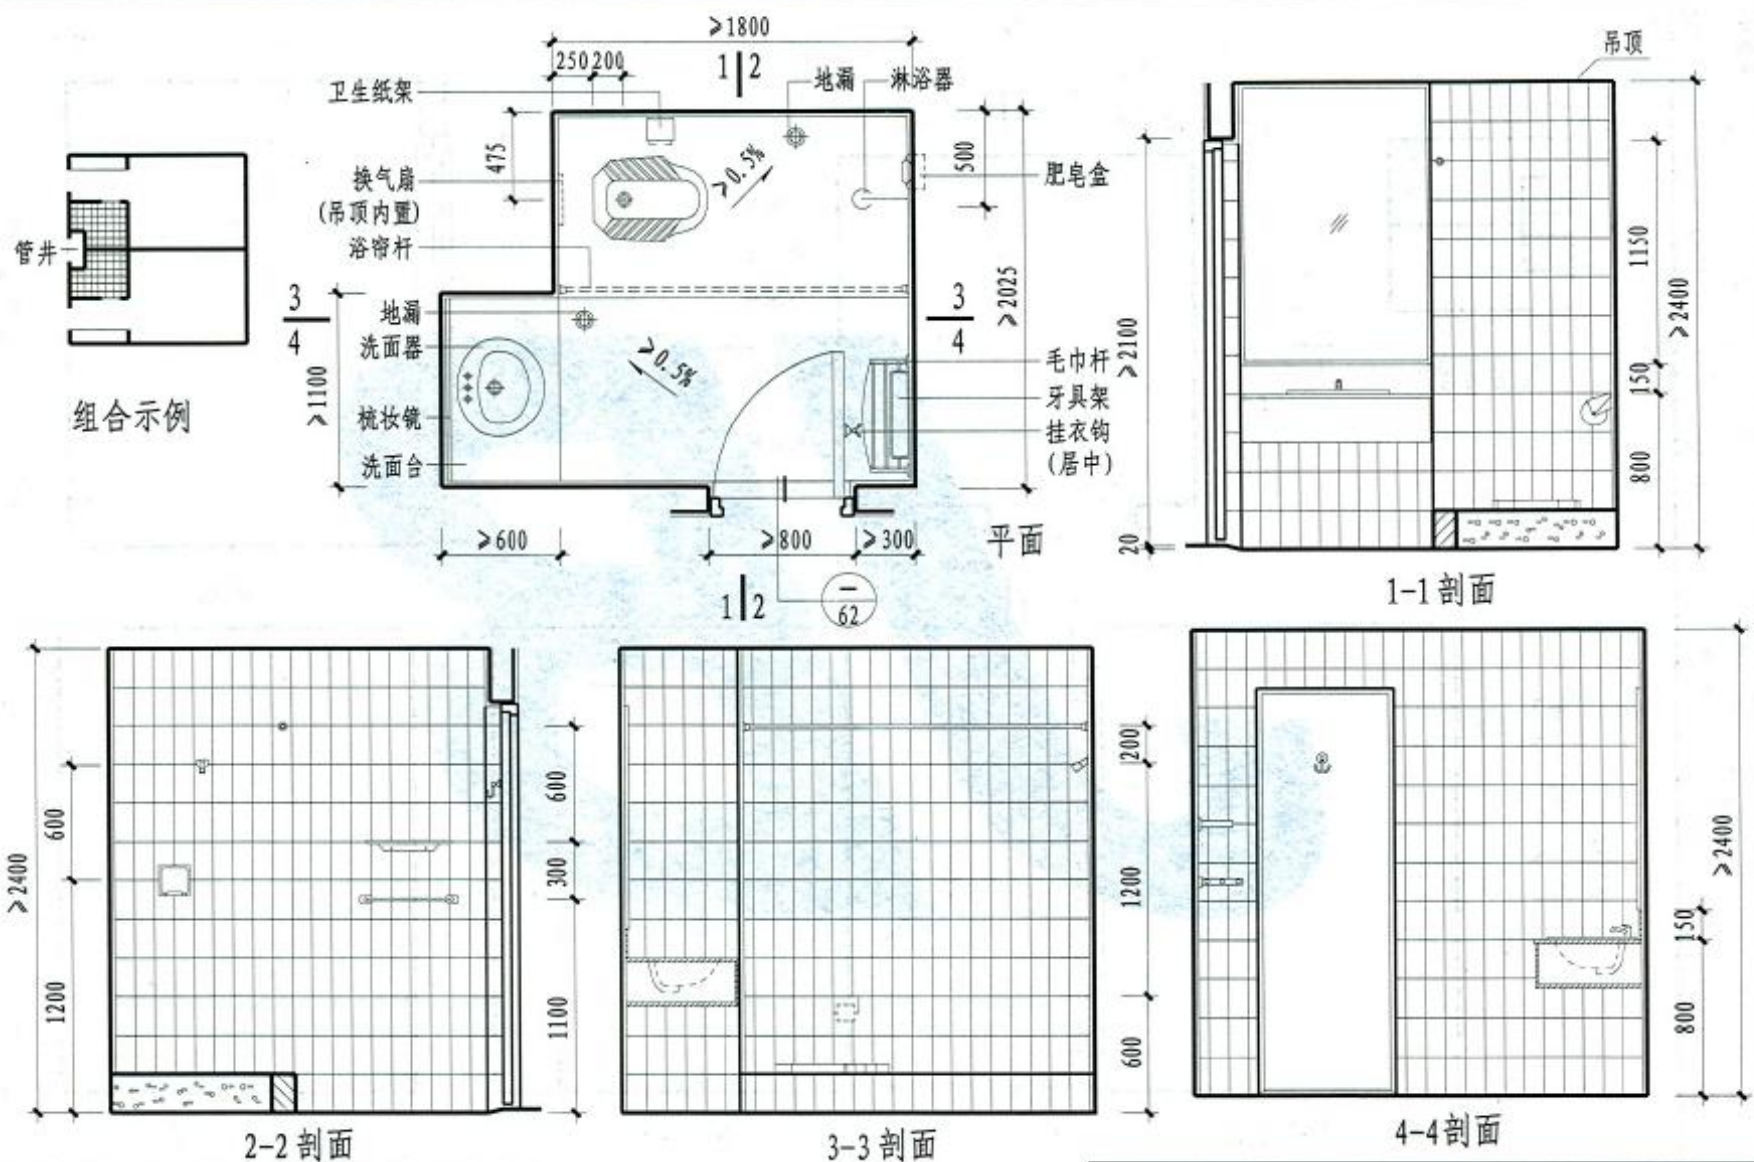 ≥1800
250 200
1 2
地漏
淋浴器
卫生纸架
475
500
≥0.5%
换气扇
(吊顶内置)
肥皂盒
浴帘杆
≥2025
3
4
3
4
地漏
洗面器
≥0.5%
≥1100
梳妆镜
洗面台
毛巾杆
牙具架
挂衣钩
(居中)
≥600
≥800
≥300
平面
1 2
一
62
管井
组合示例
吊顶
≥2100
20
1150
150
800
≥2400
1-1剖面
≥2400
600
1200
600
300
1100
2-2剖面
200
1200
600
3-3剖面
≥2400
150
800
4-4剖面